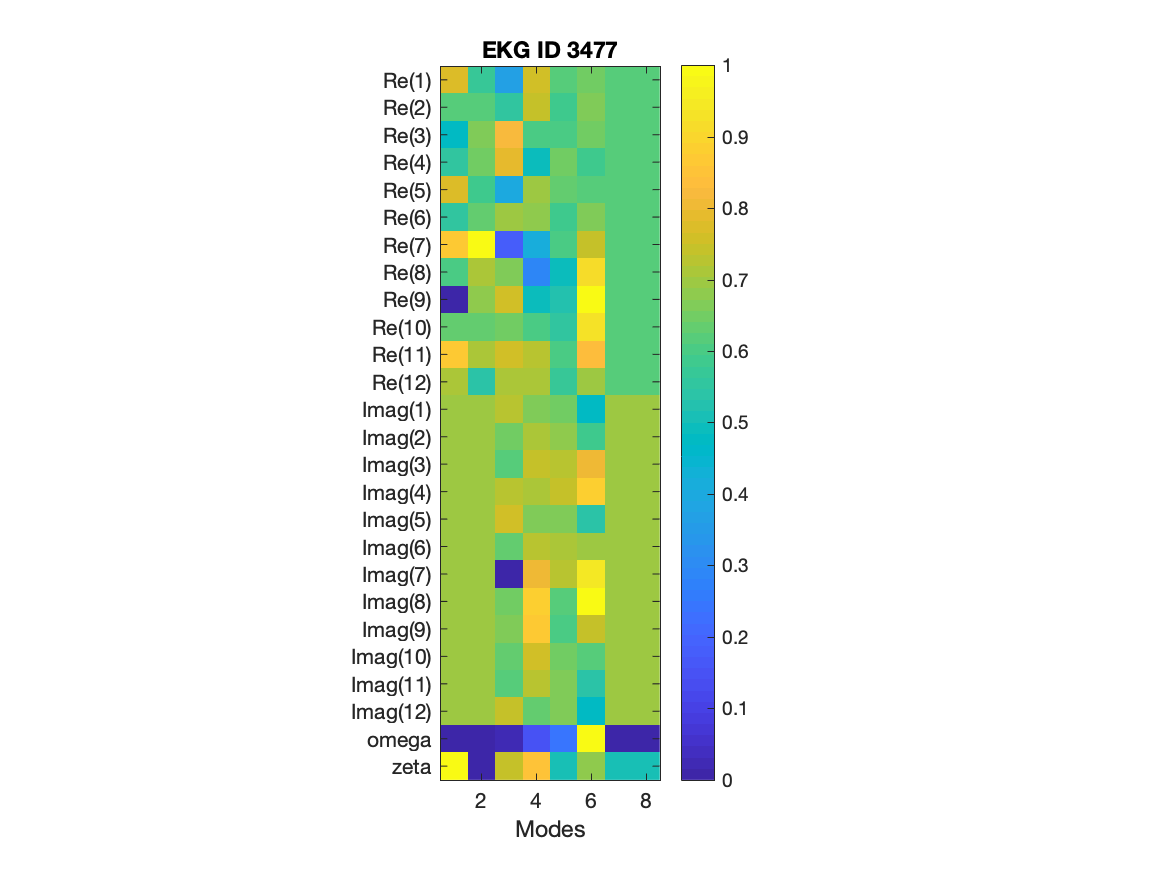 EKG ID 3477
Re(1)
Re(2)
Re(3)
Re(4)
Re(5)
Re(6)
Re(7)
Re(8)
Re(9)
Re(10)
Re(11)
Re(12)
Imag(1)
Imag(2)
Imag(3)
Imag(4)
Imag(5)
Imag(6)
Imag(7)
Imag(8)
Imag(9)
Imag(10)
Imag(11)
Imag(12)
omega
zeta
2 4 6 8
Modes
1
0.9
0.8
0.7
0.6
0.5
0.4
0.3
0.2
0.1
0